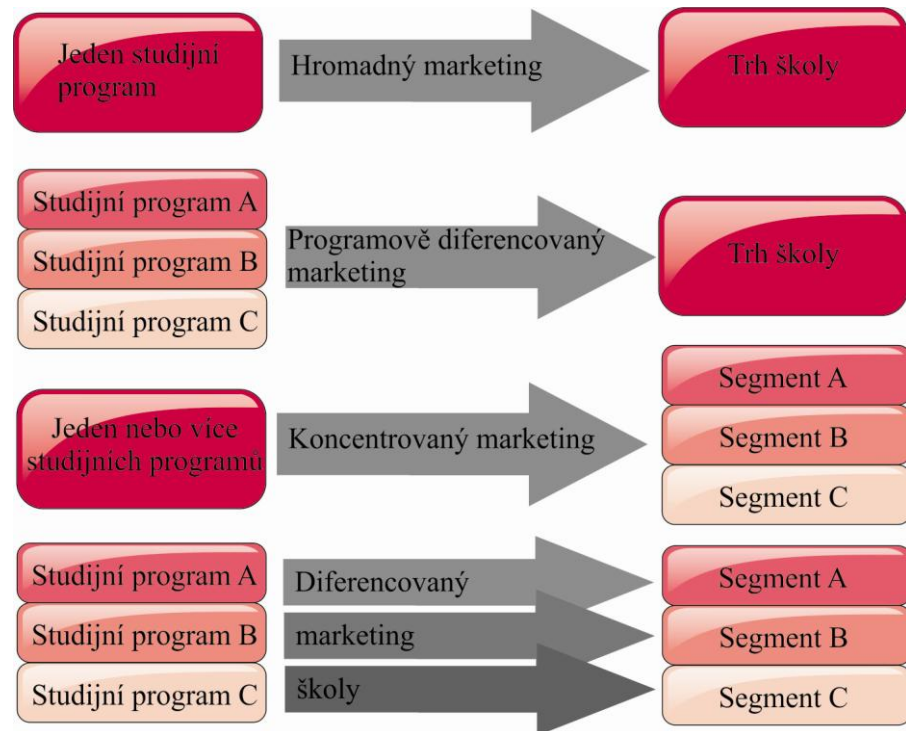 Jeden studijní
program
Hromadný marketing
Trh školy
Studijní program A
Studijní program B
Studijní program C
Programově diferencovaný
marketing
Trh školy
Jeden nebo vice
studijních programů
Koncentrovaný marketing
Segment A
Segment B
Segment C
Studijní program A
Studijní program B
Studijní program C
Diferencovaný
marketing
školy
Segment A
Segment B
Segment C